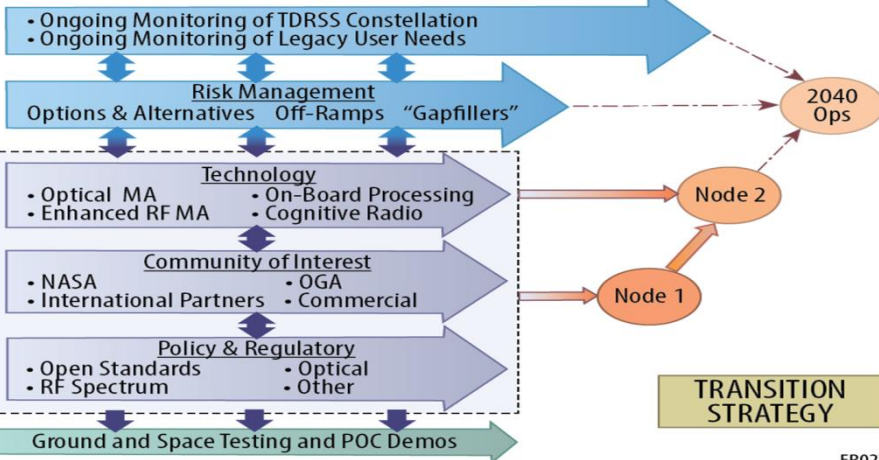 • Ongoing Monitoring of TDRSS Constellation
• Ongoing Monitoring of Legacy User Needs
Risk Management
Options & Alternatives Off-Ramps “Gapfillers”
2040
Ops
Technology
• Optical MA • On-Board Processing
• Enhanced RF MA • Cognitive Radio
Node 2
Community of Interest
• NASA • OGA
• International Partners • Commercial
Node 1
Policy & Regulatory
• Open Standards • Optical
• RF Spectrum • Other
TRANSITION
STRATEGY
Ground and Space Testing and POC Demos